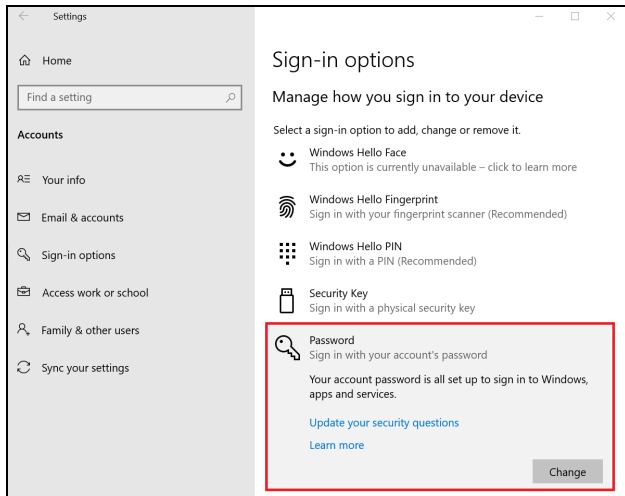 Settings
Home
Find a setting
Accounts
Your info
Email & accounts
Sign-in options
Access work or school
Family & other users
Sync your settings
Sign-in options
Manage how you sign in to your device
Select a sign-in option to add, change or remove it.
Windows Hello Face
This option is currently unavailable – click to learn more
Windows Hello Fingerprint
Sign in with your fingerprint scanner (Recommended)
Windows Hello PIN
Sign in with a PIN (Recommended)
Security Key
Sign in with a physical security key
Password
Sign in with your account's password
Your account password is all set up to sign in to Windows,
apps and services.
Update your security questions
Learn more
Change